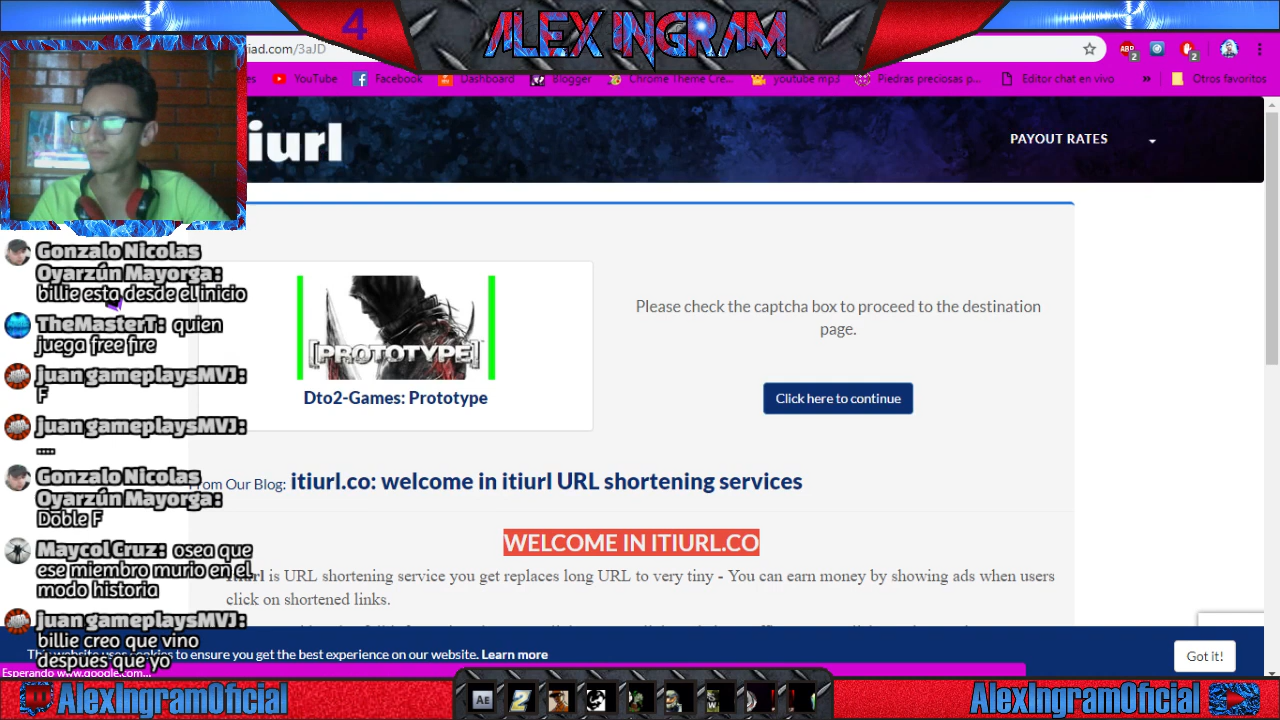 4
ALEX INGRAM
iad.com/3aJD
ABP
2
2
YouTube
Facebook
Dashboard
Blogger
Chrome Theme Cre...
youtube mp3
Piedras preciosas p...
Editor chat en vivo
»
Otros favoritos
iurl
PAYOUT RATES
Gonzalo Nicolas
Oyarzún Mayorga:
billie esta desde el inicio
TheMasterT: quien
juega free fire
juan gameplaysMVJ:
F
juan gameplaysMVJ:
....
Gonzalo Nicolas
Oyarzún Mayorga:
Doble F
Maycol Cruz: osea que
ese miembro murio en el
modo historia
juan gameplaysMVJ:
billie creo que vino
despues que yo
[PROTOTYPE]
Dto2-Games: Prototype
Please check the captcha box to proceed to the destination
page.
Click here to continue
From Our Blog: itiurl.co: welcome in itiurl URL shortening services
WELCOME IN ITIURL.CO
Itiurl is URL shortening service you get replaces long URL to very tiny - You can earn money by showing ads when users
click on shortened links.
cookies to ensure you get the best experience on our website. Learn more
Got it!
Esperando www.google.com...
AlexIngramOficial
AE
2
AlexIngramOficial